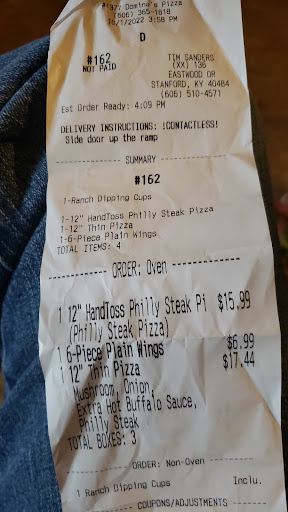 Domino's Pizza
(606) 365-1818
10/1/2022 3:58 PM
D
#162
NOT PAID
TIM SANDERS
(XX) 136
EASTWOOD DR
STANFORD, KY 40484
(606) 510-4571
Est Order Ready: 4:09 PM
DELIVERY INSTRUCTIONS: !CONTACTLESS!
Side door up the ramp
SUMMARY
#162
1-Ranch Dipping Cups
1-12" HandToss Philly Steak Pizza
1-12" Thin Pizza
1-6-Piece Plain Wings
TOTAL ITEMS: 4
ORDER: Oven
1 12" HandToss Philly Steak Pi $15.99
(Philly Steak Pizza)
1 6-Piece Plain Wings $6.99
1 12" Thin Pizza $17.44
Mushroom, Onion,
Extra Hot Buffalo Sauce,
Philly Steak
TOTAL BOXES: 3
ORDER: Non-Oven
1 Ranch Dipping Cups Inclu.
COUPONS/ADJUSTMENTS